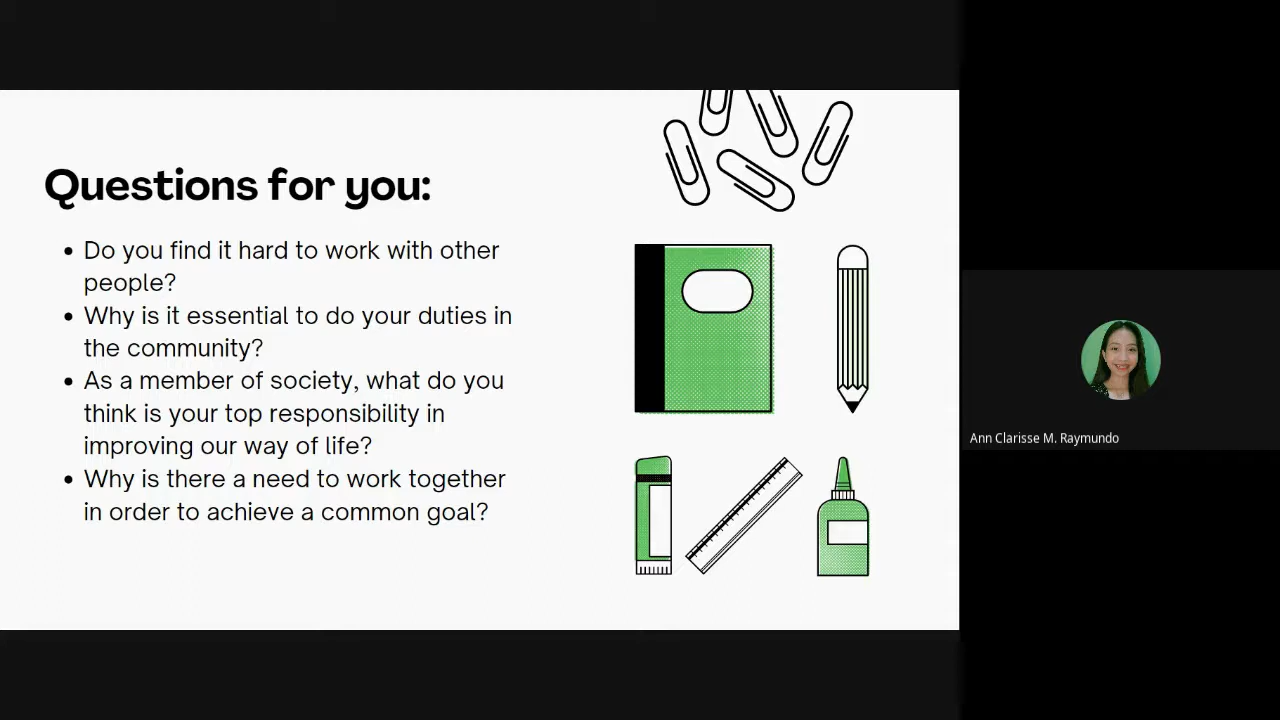 Questions for you:
• Do you find it hard to work with other
people?
• Why is it essential to do your duties in
the community?
• As a member of society, what do you
think is your top responsibility in
improving our way of life?
• Why is there a need to work together
in order to achieve a common goal?
Ann Clarisse M. Raymundo